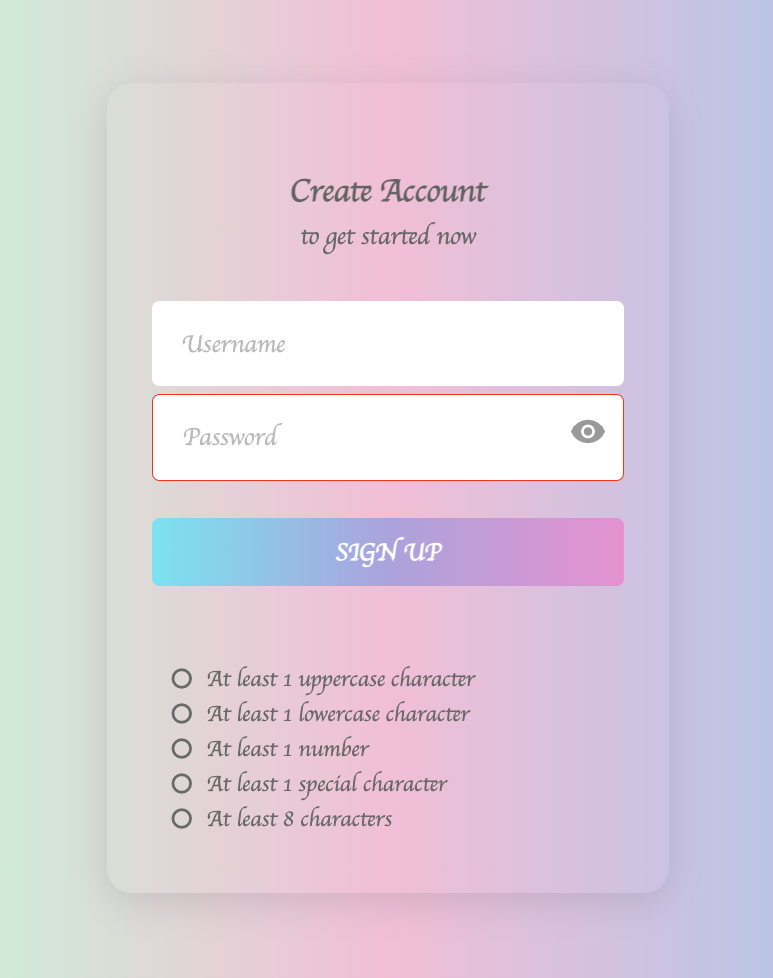 Create Account
to get started now
Username
Password
SIGN UP
At least 1 uppercase character
At least 1 lowercase character
At least 1 number
At least 1 special character
At least 8 characters